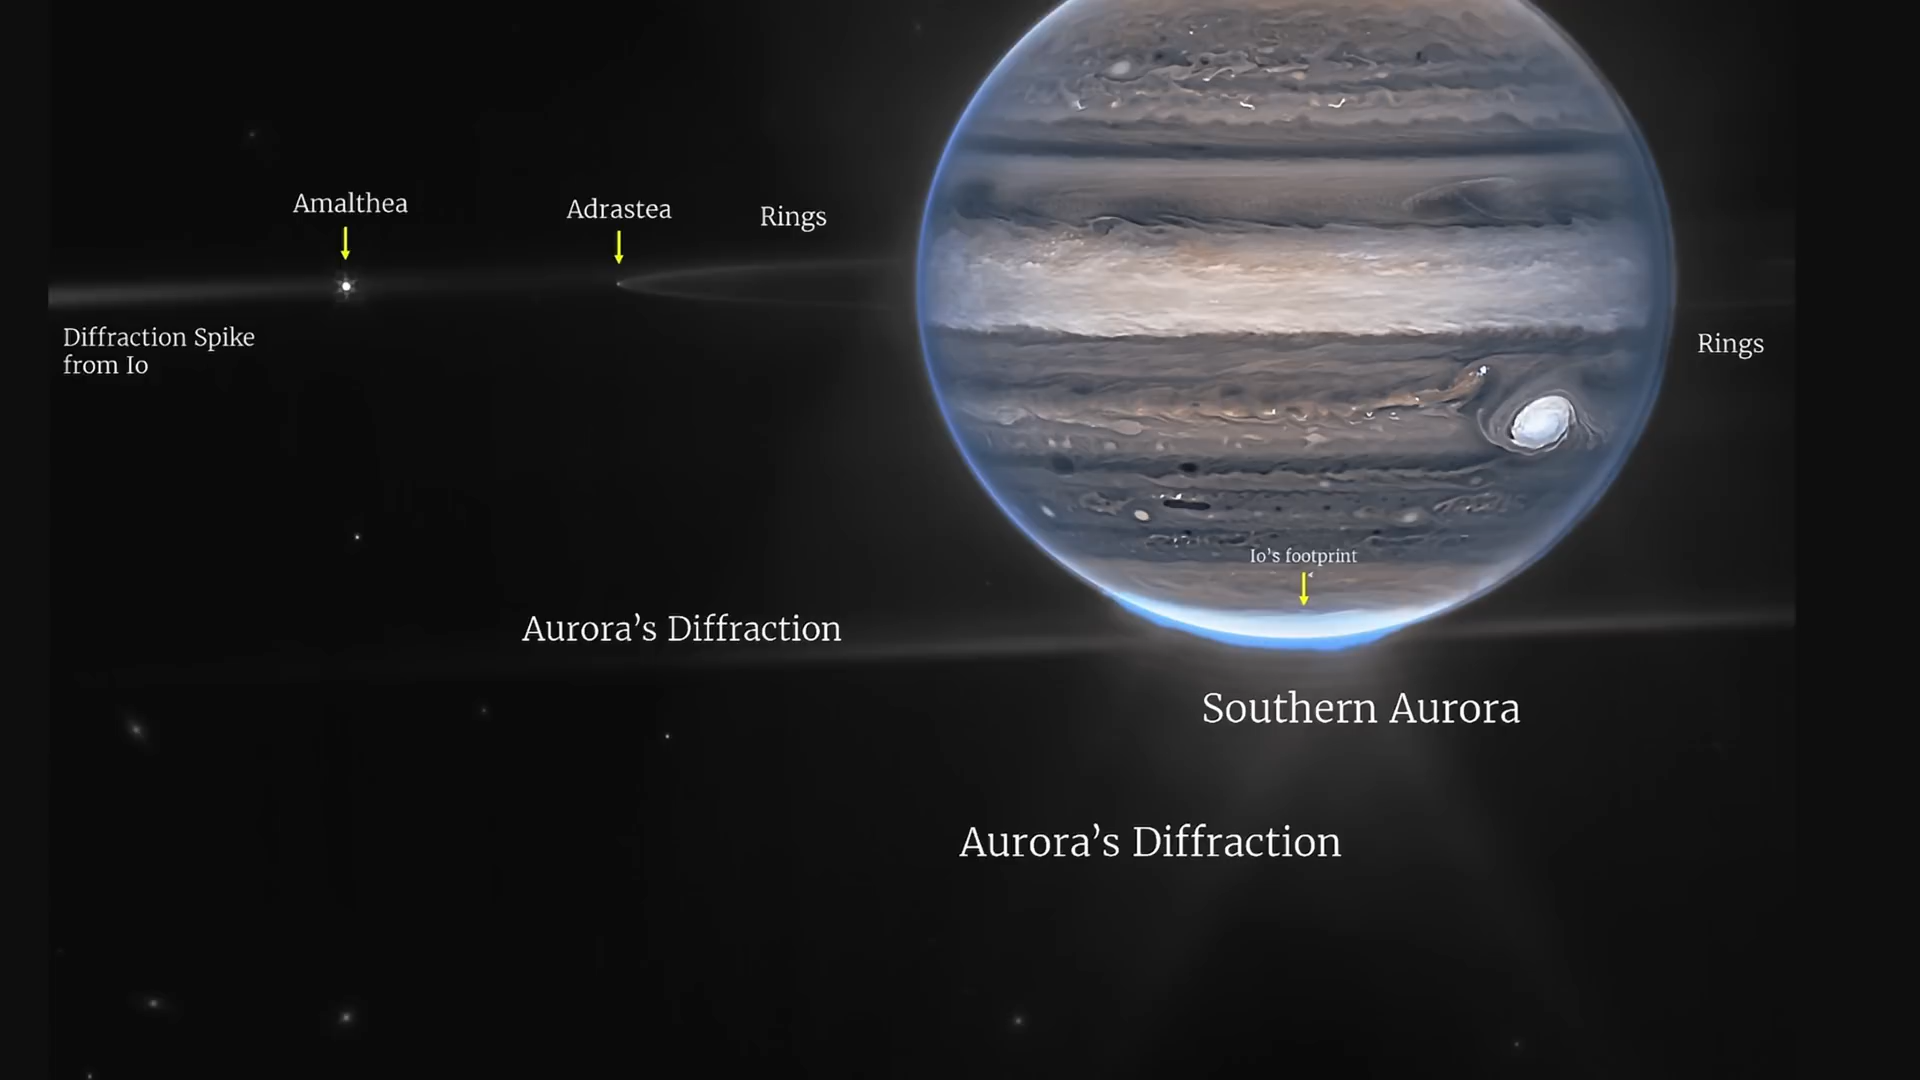 Amalthea
Adrastea
Rings
Diffraction Spike
from Io
Rings
Io’s footprint
Aurora’s Diffraction
Southern Aurora
Aurora’s Diffraction